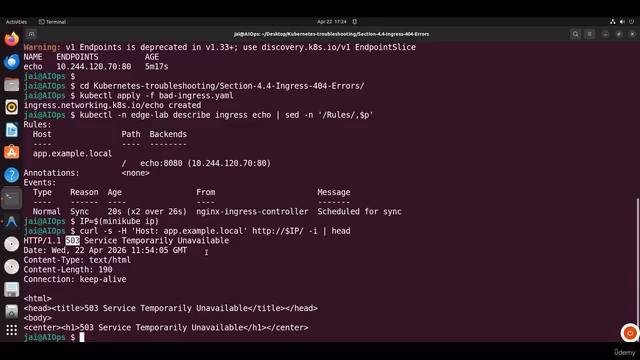 Activities
Terminal
Apr 22 17:24
jai@AIOps: ~/Desktop/Kubernetes-troubleshooting/Section-4.4-Ingress-404-Errors
Warning: v1 Endpoints is deprecated in v1.33+; use discovery.k8s.io/v1 EndpointSlice
NAME ENDPOINTS AGE
echo 10.244.120.70:80 5m17s
jai@AIOps $
jai@AIOps $ cd Kubernetes-troubleshooting/Section-4.4-Ingress-404-Errors/
jai@AIOps $ kubectl apply -f bad-ingress.yaml
ingress.networking.k8s.io/echo created
jai@AIOps $ kubectl -n edge-lab describe ingress echo | sed -n '/Rules/,$p'
Rules:
Host Path Backends
---- ---- --------
app.example.local
/ echo:8080 (10.244.120.70:80)
Annotations: <none>
Events:
Type Reason Age From Message
---- ------ ---- ---- -------
Normal Sync 20s (x2 over 26s) nginx-ingress-controller Scheduled for sync
jai@AIOps $ IP=$(minikube ip)
jai@AIOps $ curl -s -H 'Host: app.example.local' http://$IP/ -i | head
HTTP/1.1 503 Service Temporarily Unavailable
Date: Wed, 22 Apr 2026 11:54:05 GMT
Content-Type: text/html
Content-Length: 190
Connection: keep-alive
<html>
<head><title>503 Service Temporarily Unavailable</title></head>
<body>
<center><h1>503 Service Temporarily Unavailable</h1></center>
jai@AIOps $
Udemy